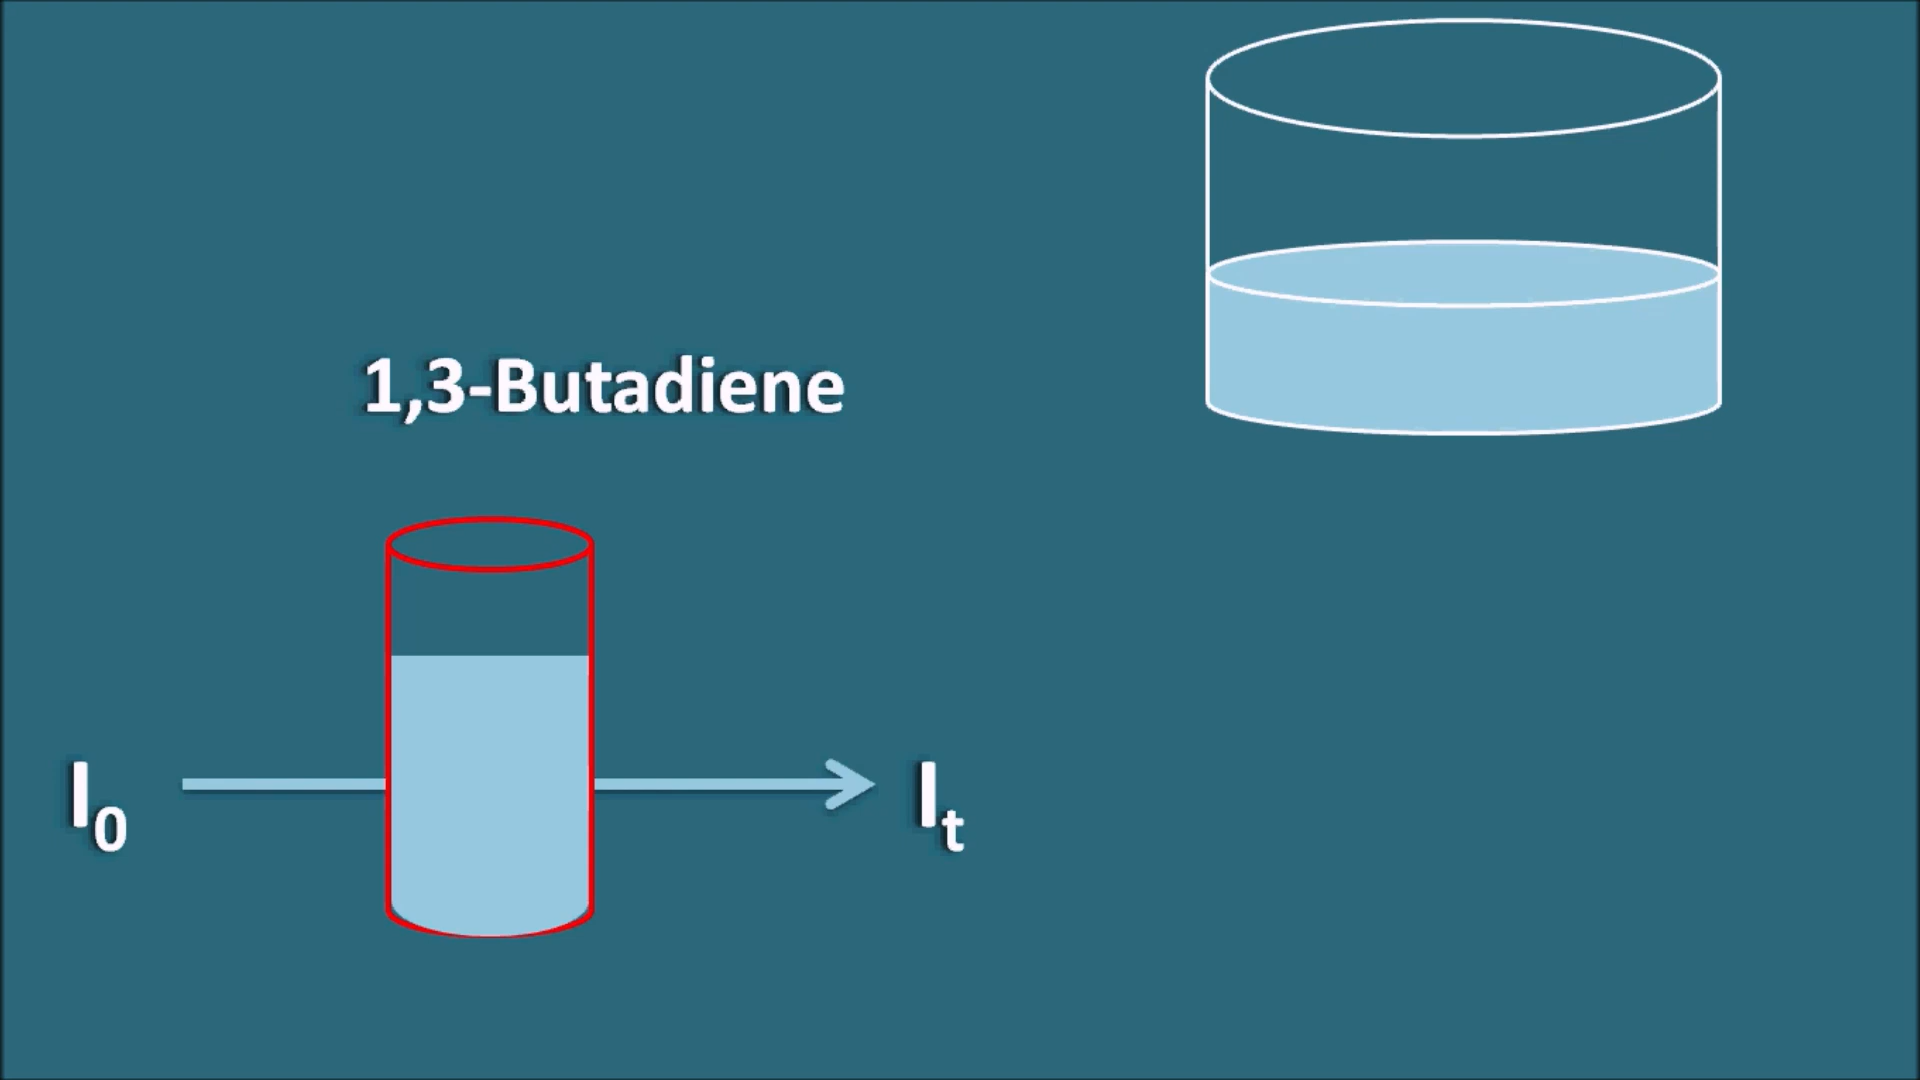 1,3-Butadiene
I₀
Iₜ